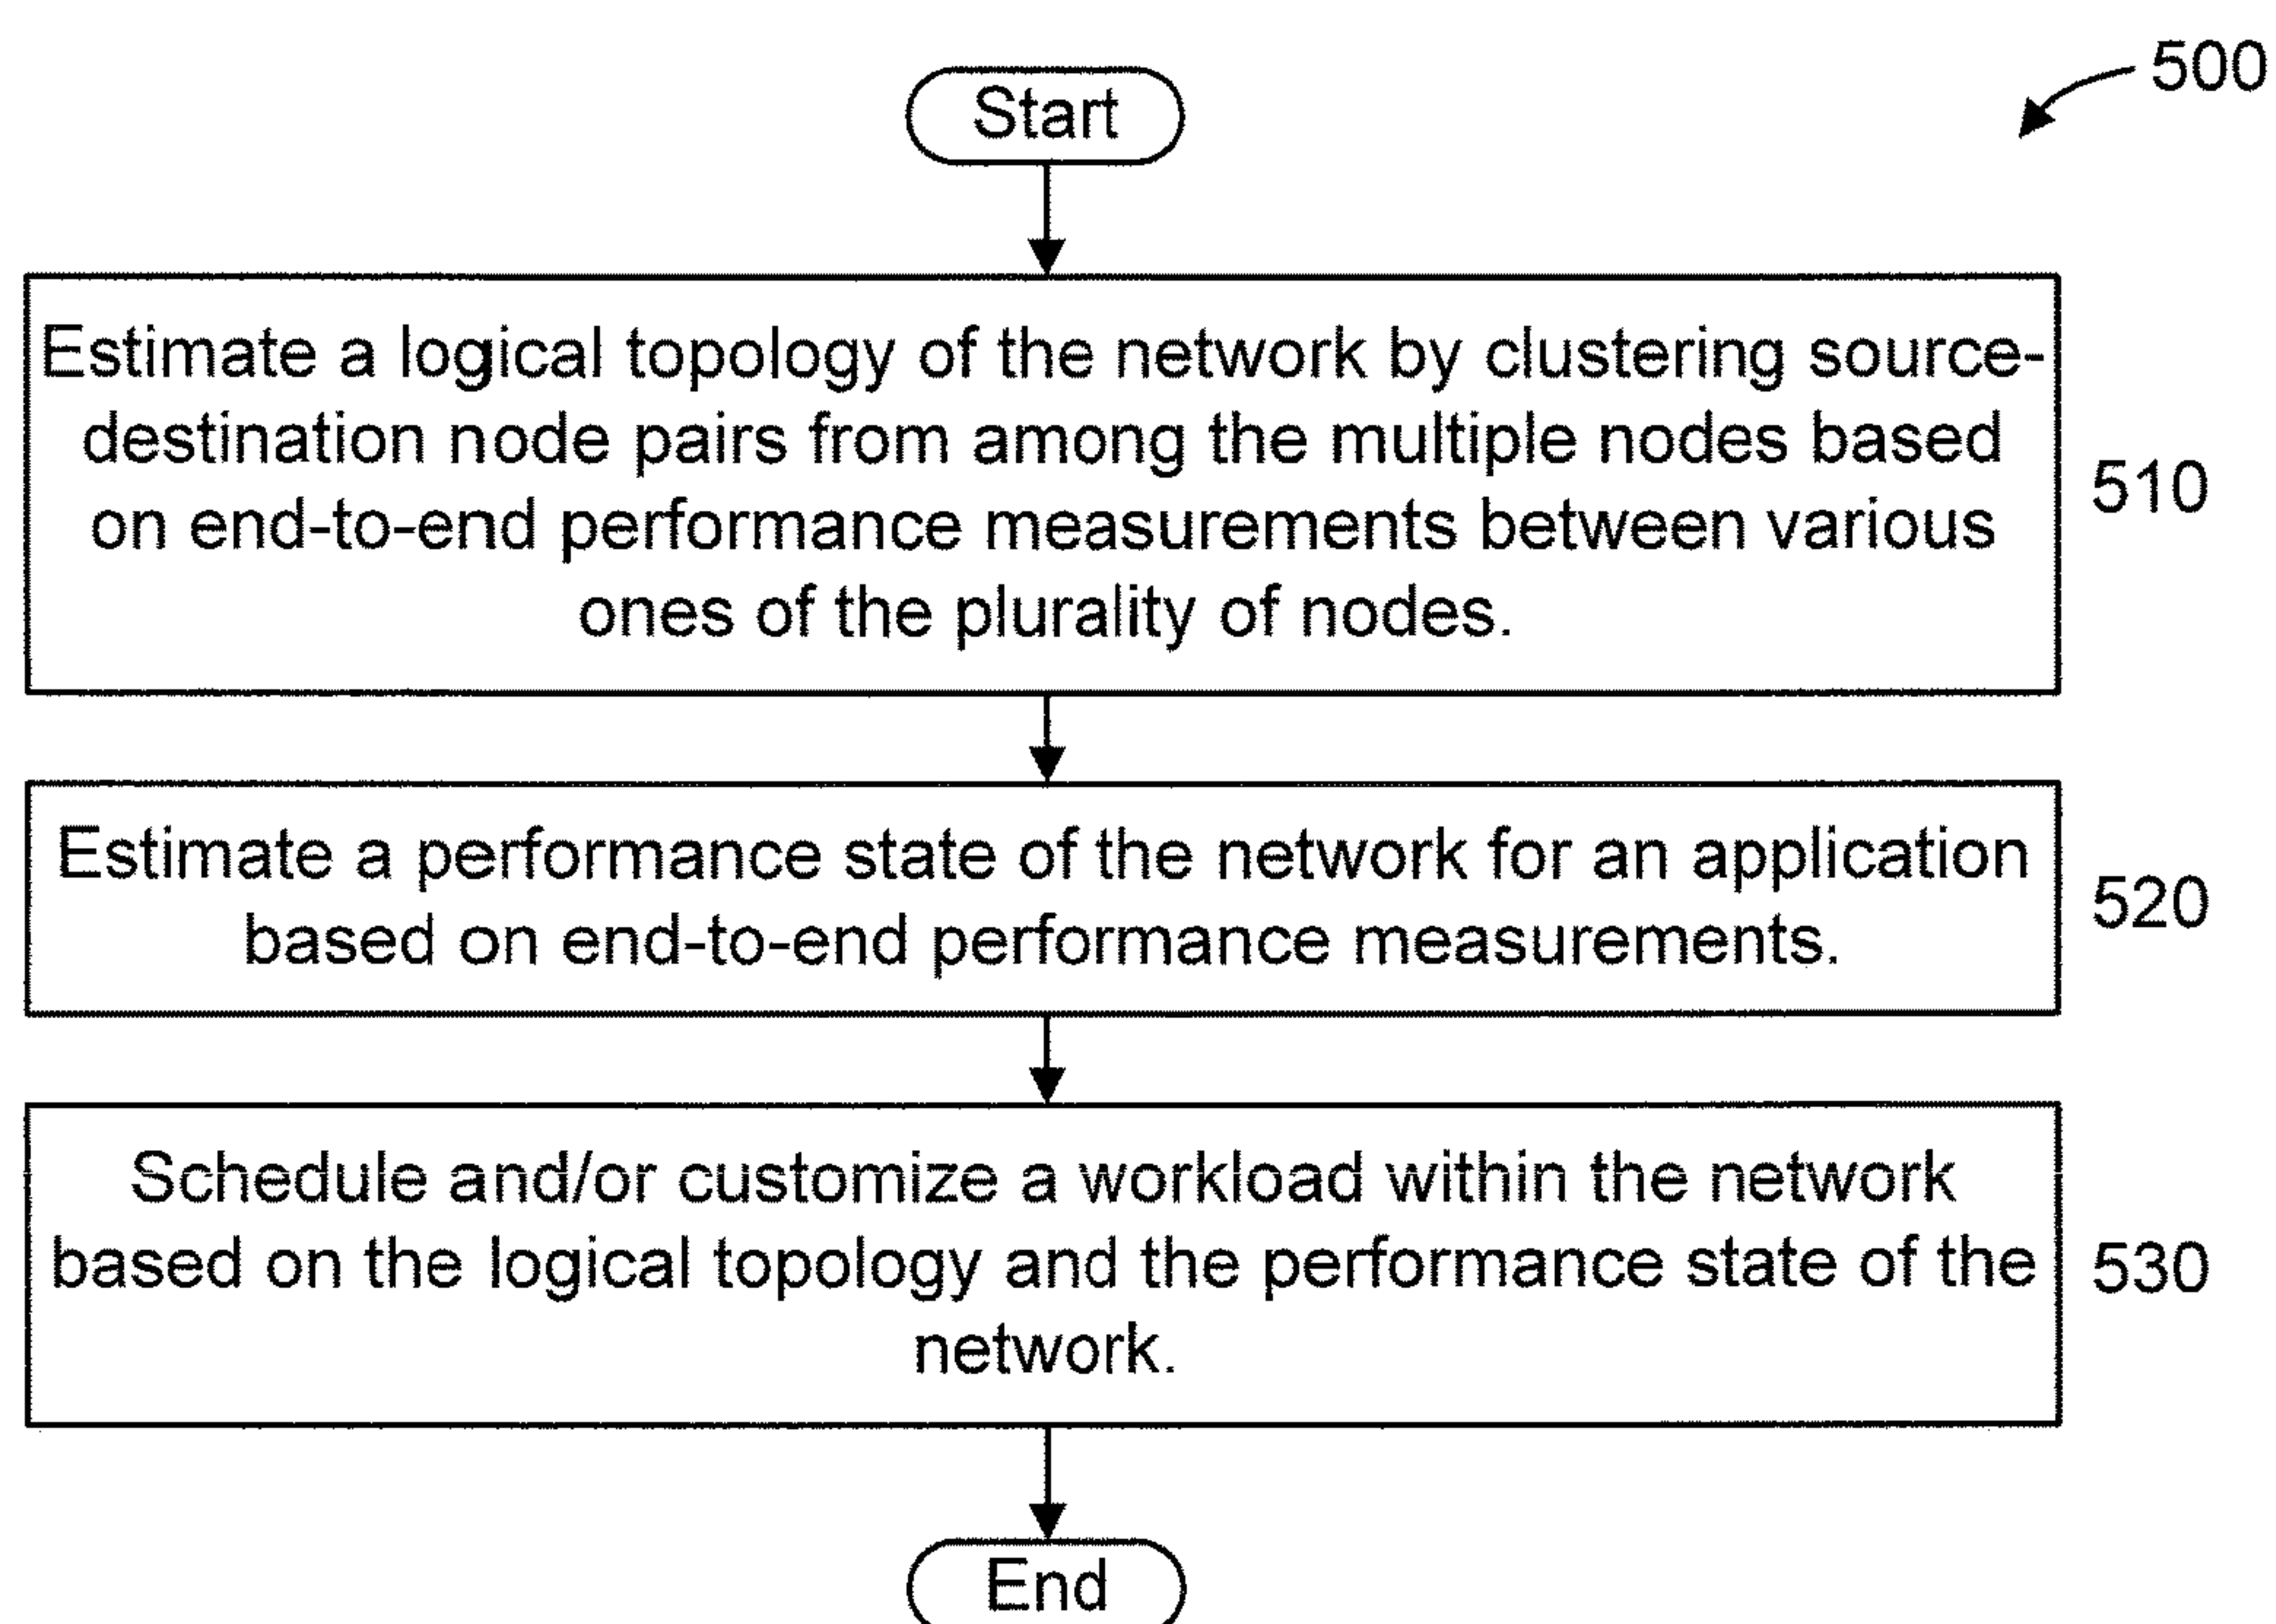 500
Start
Estimate a logical topology of the network by clustering source-
destination node pairs from among the multiple nodes based
on end-to-end performance measurements between various
ones of the plurality of nodes.
510
Estimate a performance state of the network for an application
based on end-to-end performance measurements.
520
Schedule and/or customize a workload within the network
based on the logical topology and the performance state of the
network.
530
End